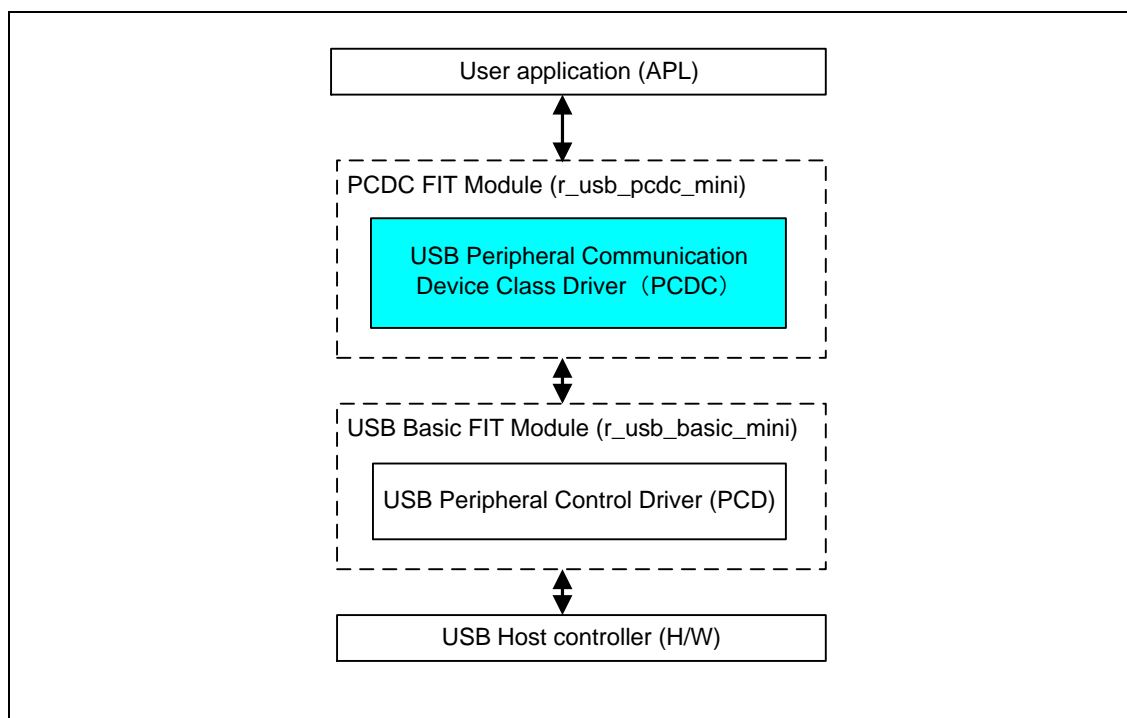 User application (APL)
PCDC FIT Module (r_usb_pcdc_mini)
USB Peripheral Communication
Device Class Driver（PCDC）
USB Basic FIT Module (r_usb_basic_mini)
USB Peripheral Control Driver (PCD)
USB Host controller (H/W)